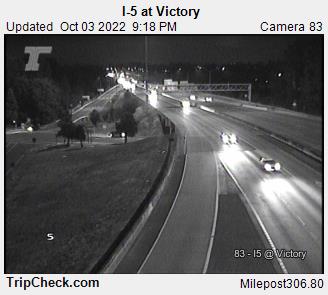 I-5 at Victory
Updated Oct 03 2022 9:18 PM Camera 83
T
S
83 - I5 @ Victory
TripCheck.com Milepost306.80